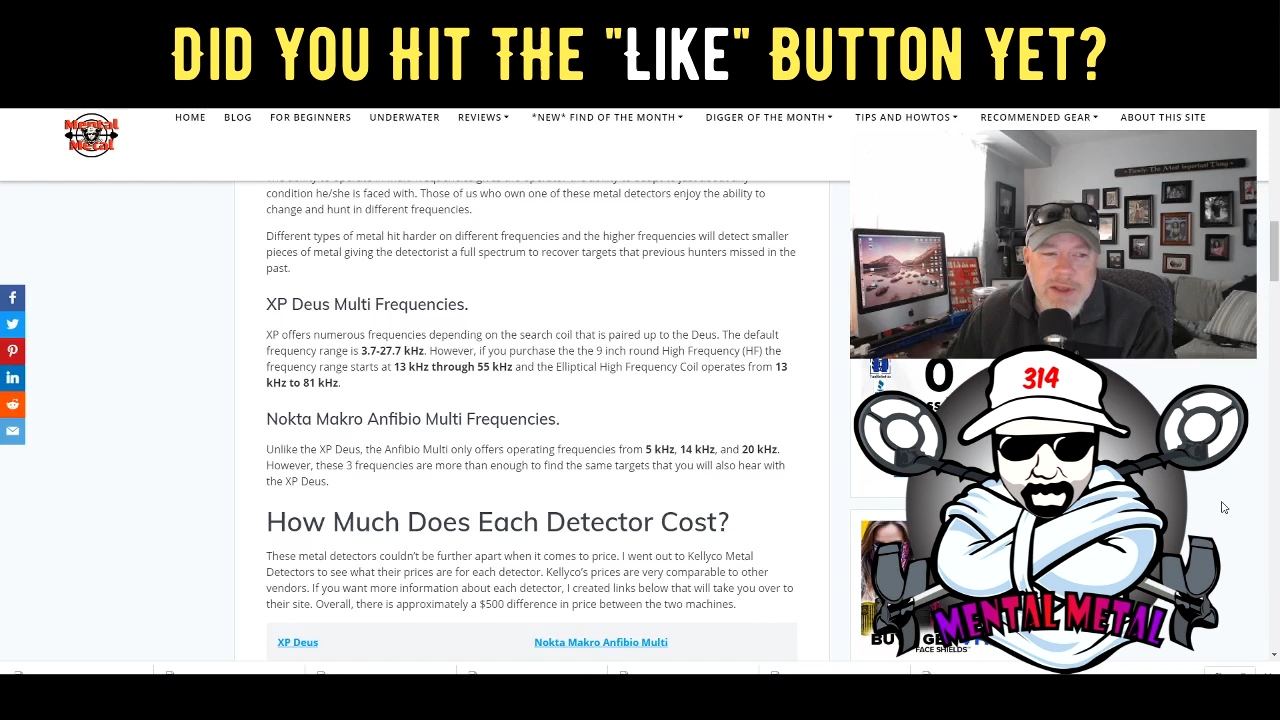 DID YOU HIT THE "LIKE" BUTTON YET?
Mental
Metal
HOME BLOG FOR BEGINNERS UNDERWATER REVIEWS *NEW* FIND OF THE MONTH DIGGER OF THE MONTH TIPS AND HOWTOS RECOMMENDED GEAR ABOUT THIS SITE
condition he/she is faced with. Those of us who own one of these metal detectors enjoy the ability to
change and hunt in different frequencies.
Different types of metal hit harder on different frequencies and the higher frequencies will detect smaller
pieces of metal giving the detectorist a full spectrum to recover targets that previous hunters missed in the
past.
XP Deus Multi Frequencies.
XP offers numerous frequencies depending on the search coil that is paired up to the Deus. The default
frequency range is 3.7-27.7 kHz. However, if you purchase the the 9 inch round High Frequency (HF) the
frequency range starts at 13 kHz through 55 kHz and the Elliptical High Frequency Coil operates from 13
kHz to 81 kHz.
Nokta Makro Anfibio Multi Frequencies.
Unlike the XP Deus, the Anfibio Multi only offers operating frequencies from 5 kHz, 14 kHz, and 20 kHz.
However, these 3 frequencies are more than enough to find the same targets that you will also hear with
the XP Deus.
How Much Does Each Detector Cost?
These metal detectors couldn't be further apart when it comes to price. I went out to Kellyco Metal
Detectors to see what their prices are for each detector. Kellyco's prices are very comparable to other
vendors. If you want more information about each detector, I created links below that will take you over to
their site. Overall, there is approximately a $500 difference in price between the two machines.
XP Deus Nokta Makro Anfibio Multi
314
MENTAL METAL
FACE SHIELDS